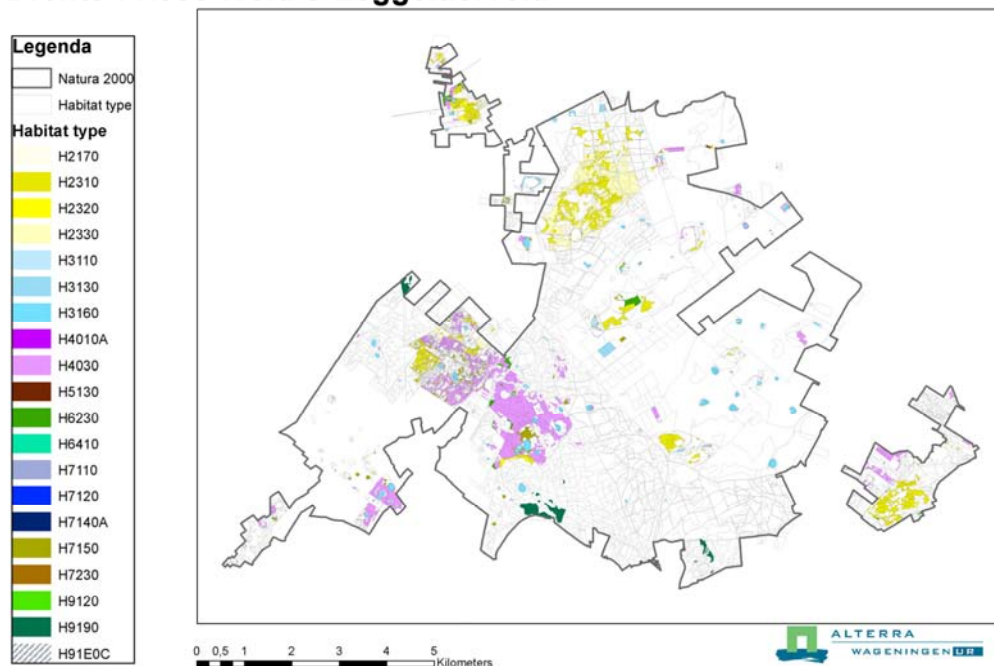 Legenda
Natura 2000
Habitat type
Habitat type
H2170
H2310
H2320
H2330
H3110
H3130
H3160
H4010A
H4030
H5130
H6230
H6410
H7110
H7120
H7140A
H7150
H7230
H9120
H9190
H91E0C
0 0,5 1 2 3 4 5
Kilometers
ALTERRA
WAGENINGEN UR